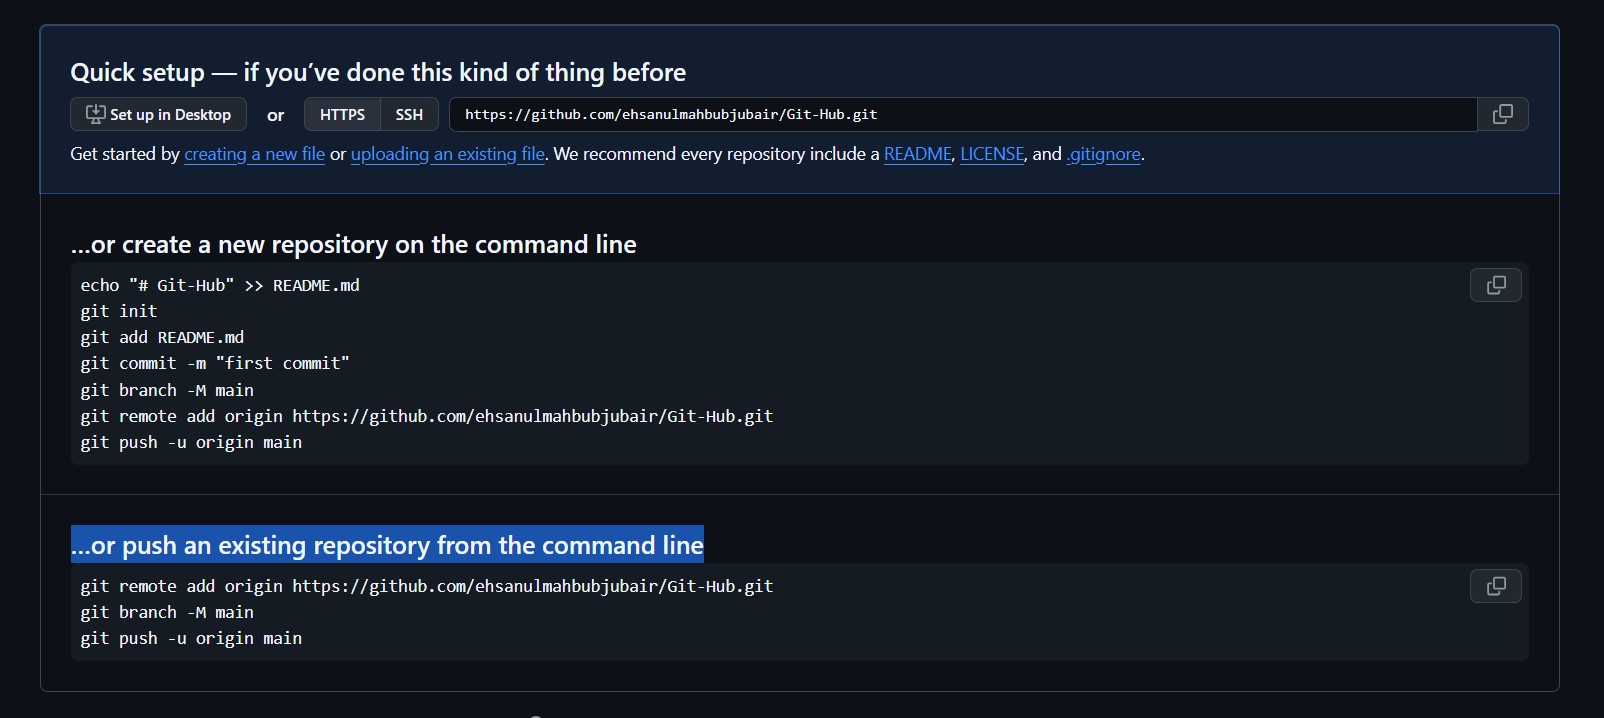 Quick setup — if you’ve done this kind of thing before
Set up in Desktop or HTTPS SSH https://github.com/ehsanulmahbubjubair/Git-Hub.git
Get started by creating a new file or uploading an existing file. We recommend every repository include a README, LICENSE, and .gitignore.
…or create a new repository on the command line
echo "# Git-Hub" >> README.md
git init
git add README.md
git commit -m "first commit"
git branch -M main
git remote add origin https://github.com/ehsanulmahbubjubair/Git-Hub.git
git push -u origin main
…or push an existing repository from the command line
git remote add origin https://github.com/ehsanulmahbubjubair/Git-Hub.git
git branch -M main
git push -u origin main